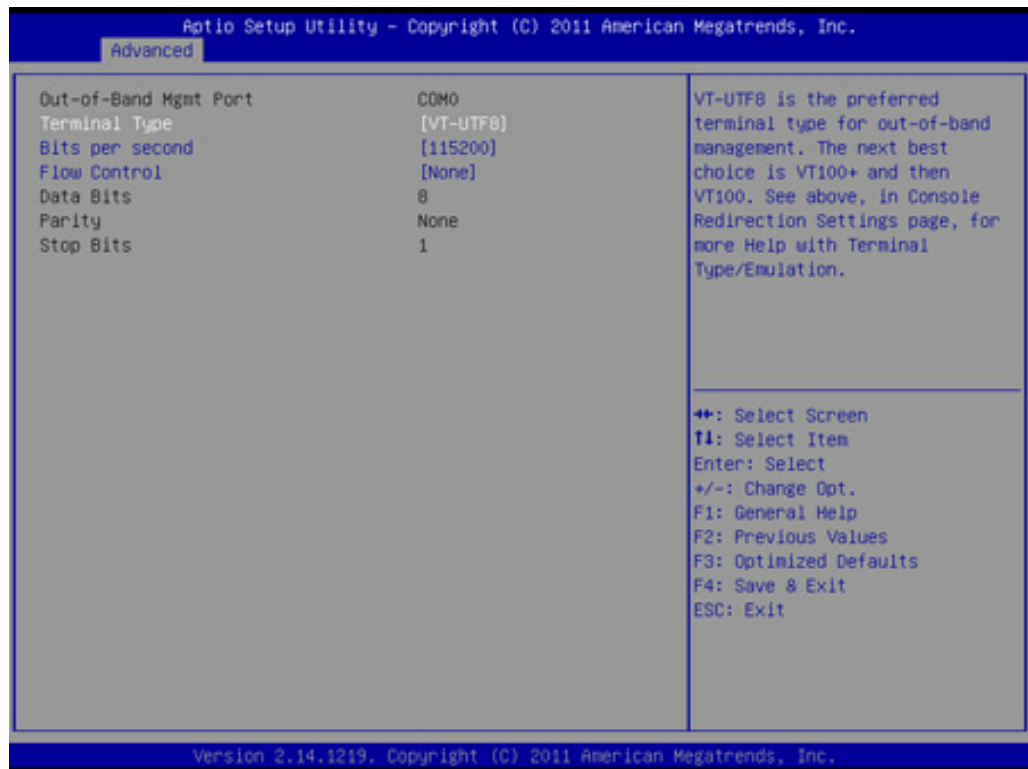 Aptio Setup Utility - Copyright (C) 2011 American Megatrends, Inc.
Advanced
Out-of-Band Mgmt Port COM0
Terminal Type [VT-UTF8]
Bits per second [115200]
Flow Control [None]
Data Bits 8
Parity None
Stop Bits 1
VT-UTF8 is the preferred
terminal type for out-of-band
management. The next best
choice is VT100+ and then
VT100. See above, in Console
Redirection Settings page, for
more Help with Terminal
Type/Emulation.
→←: Select Screen
↑↓: Select Item
Enter: Select
+/-: Change Opt.
F1: General Help
F2: Previous Values
F3: Optimized Defaults
F4: Save & Exit
ESC: Exit
Version 2.14.1219. Copyright (C) 2011 American Megatrends, Inc.